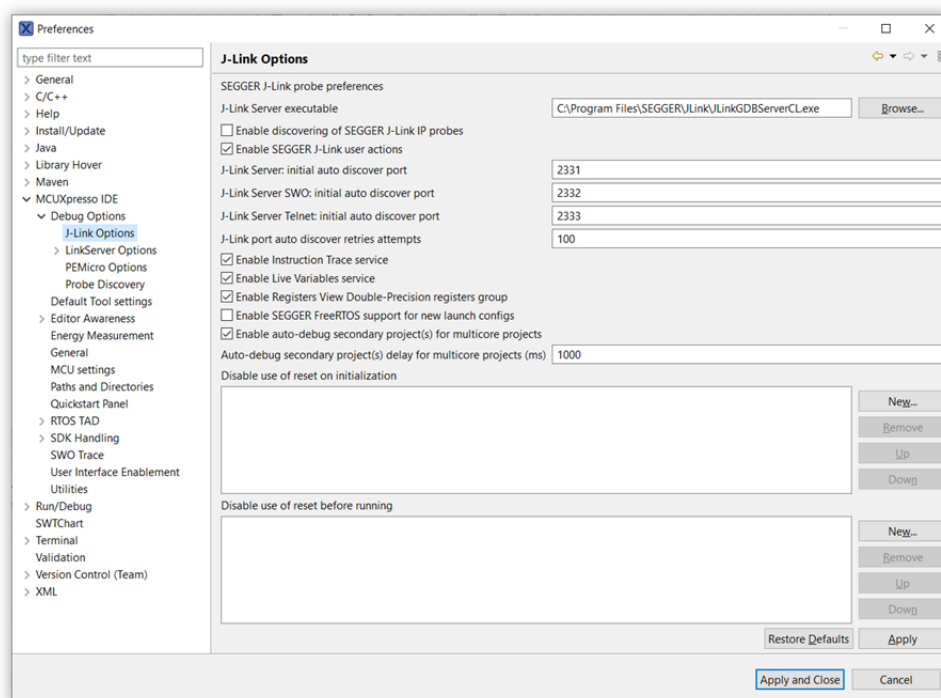 Preferences
type filter text
General
C/C++
Help
Install/Update
Java
Library Hover
Maven
MCUXpresso IDE
Debug Options
J-Link Options
LinkServer Options
PEMicro Options
Probe Discovery
Default Tool settings
Editor Awareness
Energy Measurement
General
MCU settings
Paths and Directories
Quickstart Panel
RTOS TAD
SDK Handling
SWO Trace
User Interface Enablement
Utilities
Run/Debug
SWTChart
Terminal
Validation
Version Control (Team)
XML
J-Link Options
SEGGER J-Link probe preferences
J-Link Server executable C:\Program Files\SEGGER\JLink\JLinkGDBServerCL.exe Browse...
Enable discovering of SEGGER J-Link IP probes
Enable SEGGER J-Link user actions
J-Link Server: initial auto discover port 2331
J-Link Server SWO: initial auto discover port 2332
J-Link Server Telnet: initial auto discover port 2333
J-Link port auto discover retries attempts 100
Enable Instruction Trace service
Enable Live Variables service
Enable Registers View Double-Precision registers group
Enable SEGGER FreeRTOS support for new launch configs
Enable auto-debug secondary project(s) for multicore projects
Auto-debug secondary project(s) delay for multicore projects (ms) 1000
Disable use of reset on initialization
New...
Remove
Up
Down
Disable use of reset before running
New...
Remove
Up
Down
Restore Defaults Apply
Apply and Close Cancel